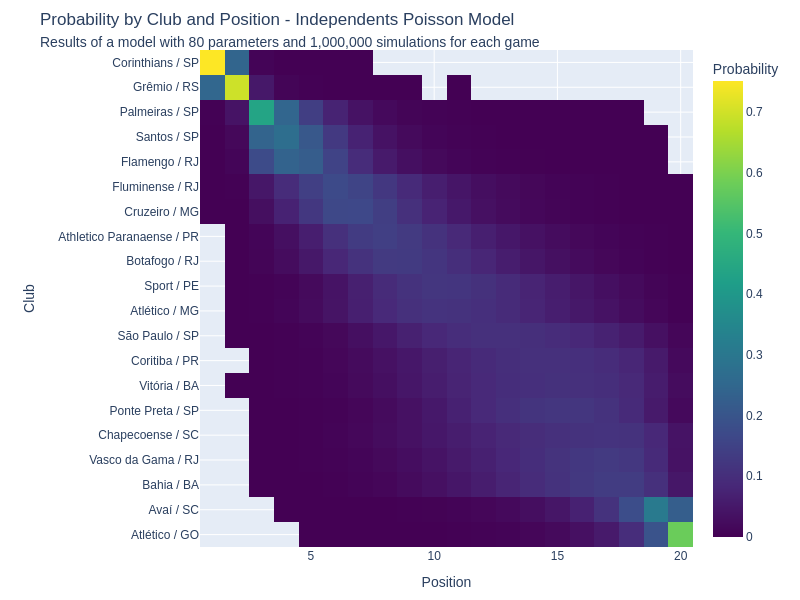 Probability by Club and Position - Independents Poisson Model
Results of a model with 80 parameters and 1,000,000 simulations for each game
Probability
Corinthians / SP
Grêmio / RS
Palmeiras / SP
Santos / SP
Flamengo / RJ
Fluminense / RJ
Cruzeiro / MG
Athletico Paranaense / PR
Botafogo / RJ
Sport / PE
Atlético / MG
São Paulo / SP
Coritiba / PR
Vitória / BA
Ponte Preta / SP
Chapecoense / SC
Vasco da Gama / RJ
Bahia / BA
Avaí / SC
Atlético / GO
Club
5
10
15
20
Position
0.7
0.6
0.5
0.4
0.3
0.2
0.1
0